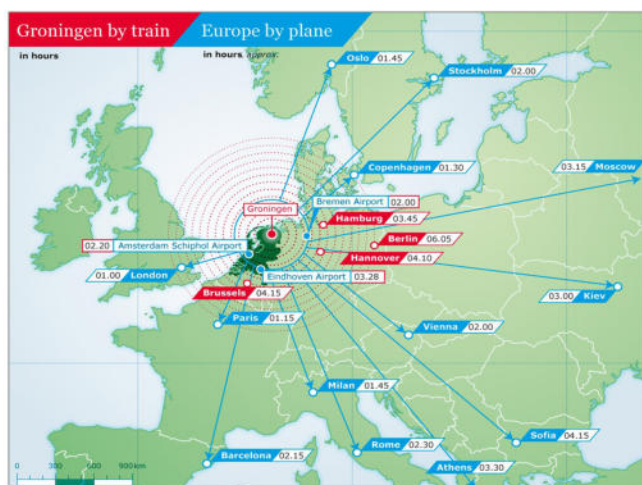 Groningen by train
Europe by plane
in hours
in hours, approx.
Oslo 01.45
Stockholm 02.00
Copenhagen 01.30
03.15 Moscow
Bremen Airport 02.00
Groningen
Hamburg 03.45
02.20 Amsterdam Schiphol Airport
Berlin 06.05
Hannover 04.10
01.00 London
Eindhoven Airport 03.28
Brussels 04.15
03.00 Kiev
Paris 01.15
Vienna 02.00
Milan 01.45
Sofia 04.15
Rome 02.30
Barcelona 02.15
Athens 03.30
0 300 600 900km